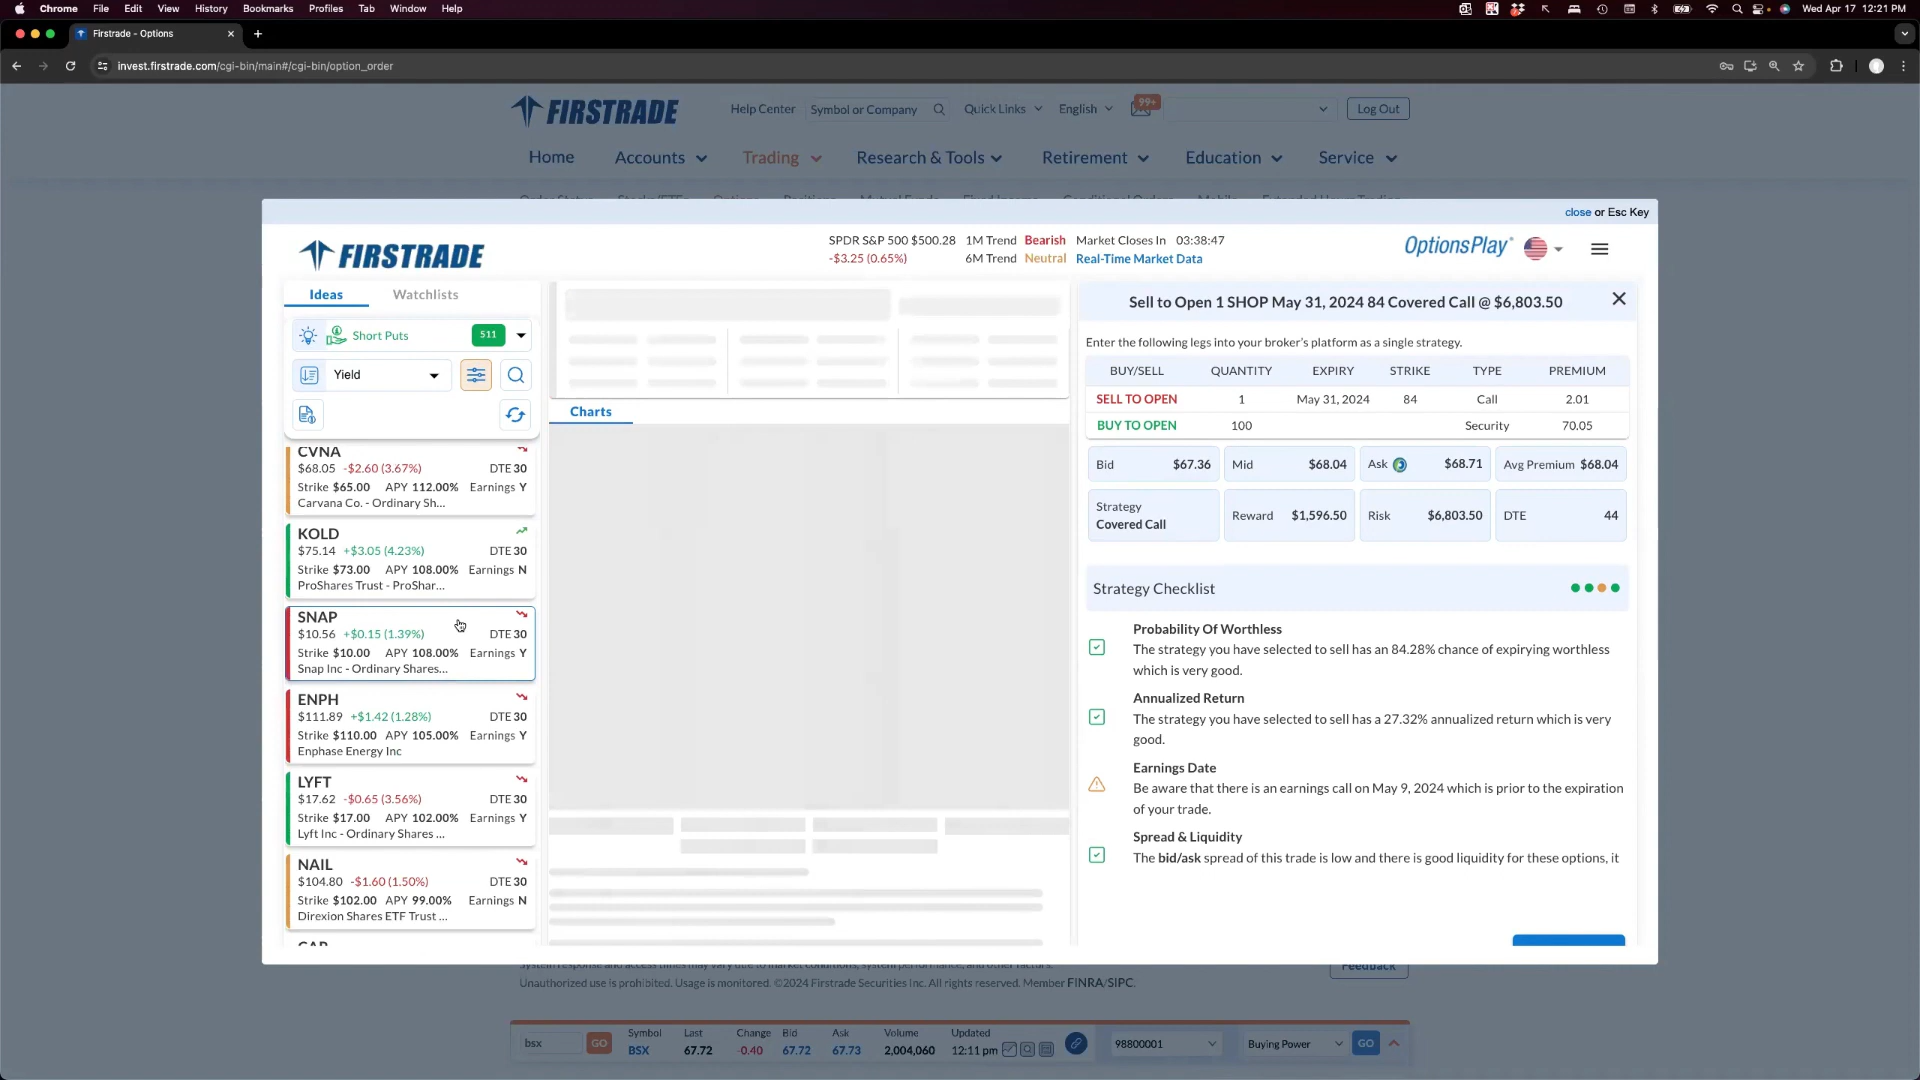 Chrome File Edit View History Bookmarks Profiles Tab Window Help
Wed Apr 17 12:21 PM
Firstrade - Options
invest.firstrade.com/cgi-bin/main#/cgi-bin/option_order
FIRSTRADE
Help Center Symbol or Company Quick Links English 99+ Log Out
Home Accounts Trading Research & Tools Retirement Education Service
close or Esc Key
FIRSTRADE
SPDR S&P 500 $500.28 1M Trend Bearish Market Closes In 03:38:47
-$3.25 (0.65%) 6M Trend Neutral Real-Time Market Data
OptionsPlay
Ideas Watchlists
Short Puts 511
Yield
CVNA
$68.05 -$2.60 (3.67%) DTE 30
Strike $65.00 APY 112.00% Earnings Y
Carvana Co. - Ordinary Sh...
KOLD
$75.14 +$3.05 (4.23%) DTE 30
Strike $73.00 APY 108.00% Earnings N
ProShares Trust - ProShar...
SNAP
$10.56 +$0.15 (1.39%) DTE 30
Strike $10.00 APY 108.00% Earnings Y
Snap Inc - Ordinary Shares...
ENPH
$111.89 +$1.42 (1.28%) DTE 30
Strike $110.00 APY 105.00% Earnings Y
Enphase Energy Inc
LYFT
$17.62 -$0.65 (3.56%) DTE 30
Strike $17.00 APY 102.00% Earnings Y
Lyft Inc - Ordinary Shares ...
NAIL
$104.80 -$1.60 (1.50%) DTE 30
Strike $102.00 APY 99.00% Earnings N
Direxion Shares ETF Trust ...
Charts
Sell to Open 1 SHOP May 31, 2024 84 Covered Call @ $6,803.50
Enter the following legs into your broker's platform as a single strategy.
BUY/SELL QUANTITY EXPIRY STRIKE TYPE PREMIUM
SELL TO OPEN 1 May 31, 2024 84 Call 2.01
BUY TO OPEN 100 Security 70.05
Bid $67.36 Mid $68.04 Ask $68.71 Avg Premium $68.04
Strategy
Covered Call
Reward $1,596.50 Risk $6,803.50 DTE 44
Strategy Checklist
Probability Of Worthless
The strategy you have selected to sell has an 84.28% chance of expirying worthless
which is very good.
Annualized Return
The strategy you have selected to sell has a 27.32% annualized return which is very
good.
Earnings Date
Be aware that there is an earnings call on May 9, 2024 which is prior to the expiration
of your trade.
Spread & Liquidity
The bid/ask spread of this trade is low and there is good liquidity for these options, it
System response and access times may vary due to market conditions, system performance, and other factors.
Feedback
Unauthorized use is prohibited. Usage is monitored. ©2024 Firstrade Securities Inc. All rights reserved. Member FINRA/SIPC.
bsx GO
Symbol Last Change Bid Ask Volume Updated
BSX 67.72 -0.40 67.72 67.73 2,004,060 12:11 pm
98800001 Buying Power GO